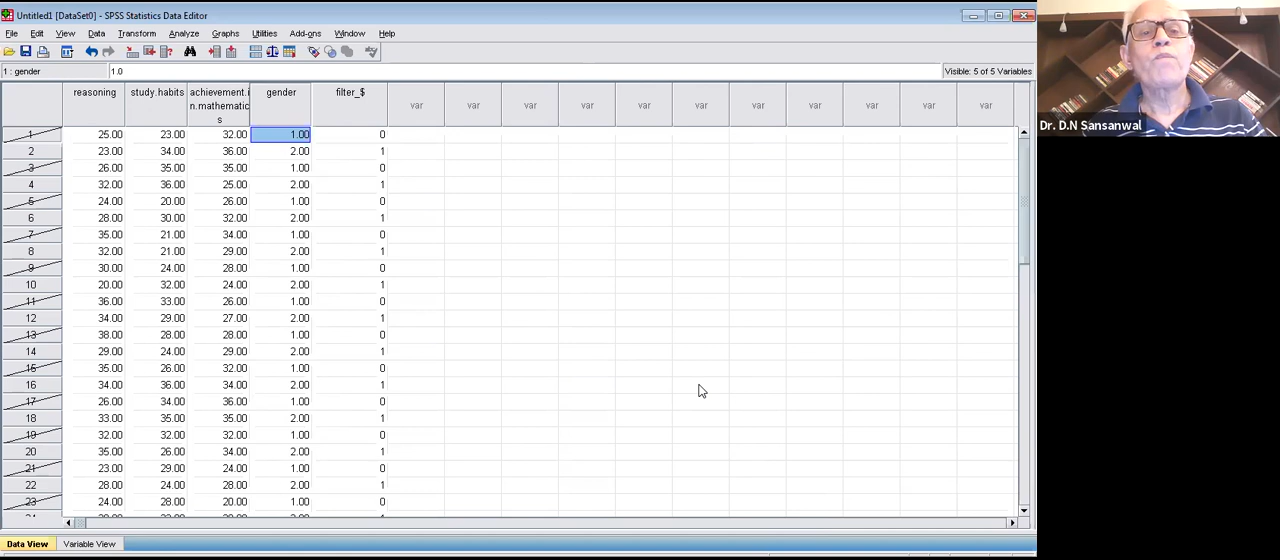 Untitled1 [DataSet0] - SPSS Statistics Data Editor
File Edit View Data Transform Analyze Graphs Utilities Add-ons Window Help
1 : gender 1.0 Visible: 5 of 5 Variables
reasoning study.habits achievement.i gender filter_$ var var var var var var var var var var var
n.mathematic
s
1 25.00 23.00 32.00 1.00 0
2 23.00 34.00 36.00 2.00 1
3 26.00 35.00 35.00 1.00 0
4 32.00 36.00 25.00 2.00 1
5 24.00 20.00 26.00 1.00 0
6 28.00 30.00 32.00 2.00 1
7 35.00 21.00 34.00 1.00 0
8 32.00 21.00 29.00 2.00 1
9 30.00 24.00 28.00 1.00 0
10 20.00 32.00 24.00 2.00 1
11 36.00 33.00 26.00 1.00 0
12 34.00 29.00 27.00 2.00 1
13 38.00 28.00 28.00 1.00 0
14 29.00 24.00 29.00 2.00 1
15 35.00 26.00 32.00 1.00 0
16 34.00 36.00 34.00 2.00 1
17 26.00 34.00 36.00 1.00 0
18 33.00 35.00 35.00 2.00 1
19 32.00 32.00 32.00 1.00 0
20 35.00 26.00 34.00 2.00 1
21 23.00 29.00 24.00 1.00 0
22 28.00 24.00 28.00 2.00 1
23 24.00 28.00 20.00 1.00 0
Data View Variable View
Dr. D.N Sansanwal